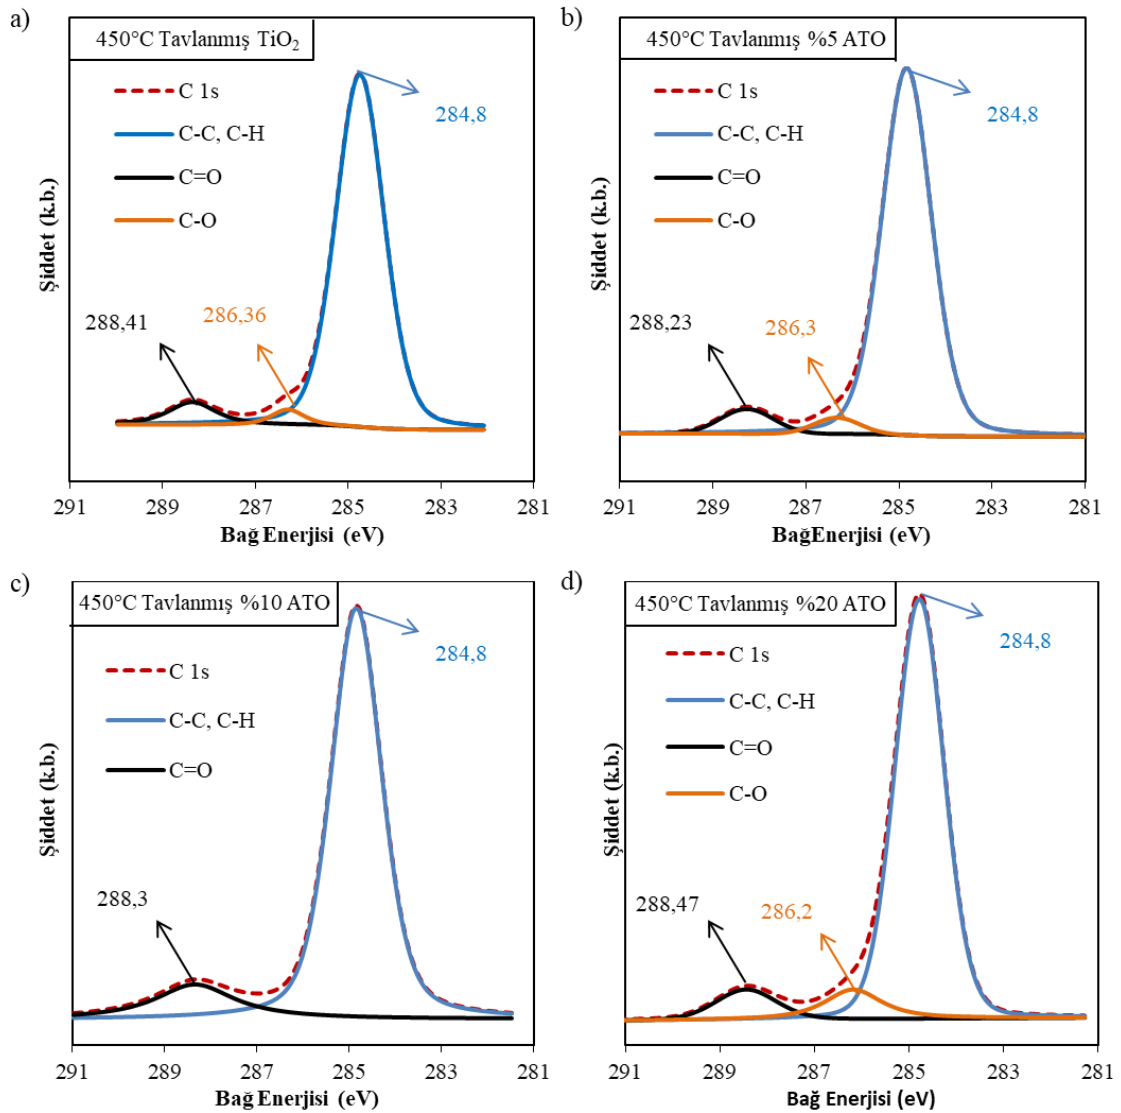 a)
450°C Tavlanmış TiO₂
C 1s
C-C, C-H
C=O
C-O
284,8
288,41
286,36
Şiddet (k.b.)
291 289 287 285 283 281
Bağ Enerjisi (eV)
b)
450°C Tavlanmış %5 ATO
C 1s
C-C, C-H
C=O
C-O
284,8
288,23
286,3
Şiddet (k.b.)
291 289 287 285 283 281
BağEnerjisi (eV)
c)
450°C Tavlanmış %10 ATO
C 1s
C-C, C-H
C=O
284,8
288,3
Şiddet (k.b.)
291 289 287 285 283 281
Bağ Enerjisi (eV)
d)
450°C Tavlanmış %20 ATO
C 1s
C-C, C-H
C=O
C-O
284,8
288,47
286,2
Şiddet (k.b.)
291 289 287 285 283 281
Bağ Enerjisi (eV)